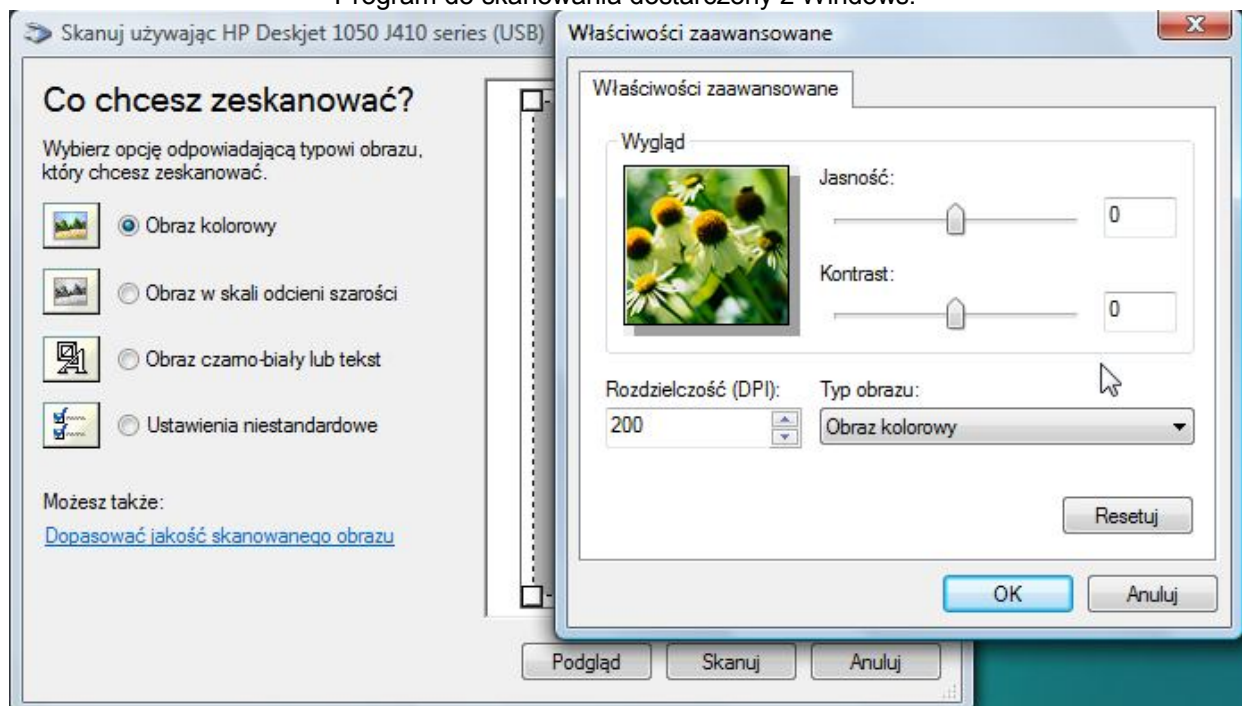 Program do skanowania dostarczony z Windows.
Skanuj używając HP Deskjet 1050 J410 series (USB)
Co chcesz zeskanować?
Wybierz opcję odpowiadającą typowi obrazu,
który chcesz zeskanować.
Obraz kolorowy
Obraz w skali odcieni szarości
Obraz czarno-biały lub tekst
Ustawienia niestandardowe
Możesz także:
Dopasować jakość skanowanego obrazu
Podgląd
Skanuj
Anuluj
Właściwości zaawansowane
Właściwości zaawansowane
Wygląd
Jasność:
0
Kontrast:
0
Rozdzielczość (DPI):
200
Typ obrazu:
Obraz kolorowy
Resetuj
OK
Anuluj